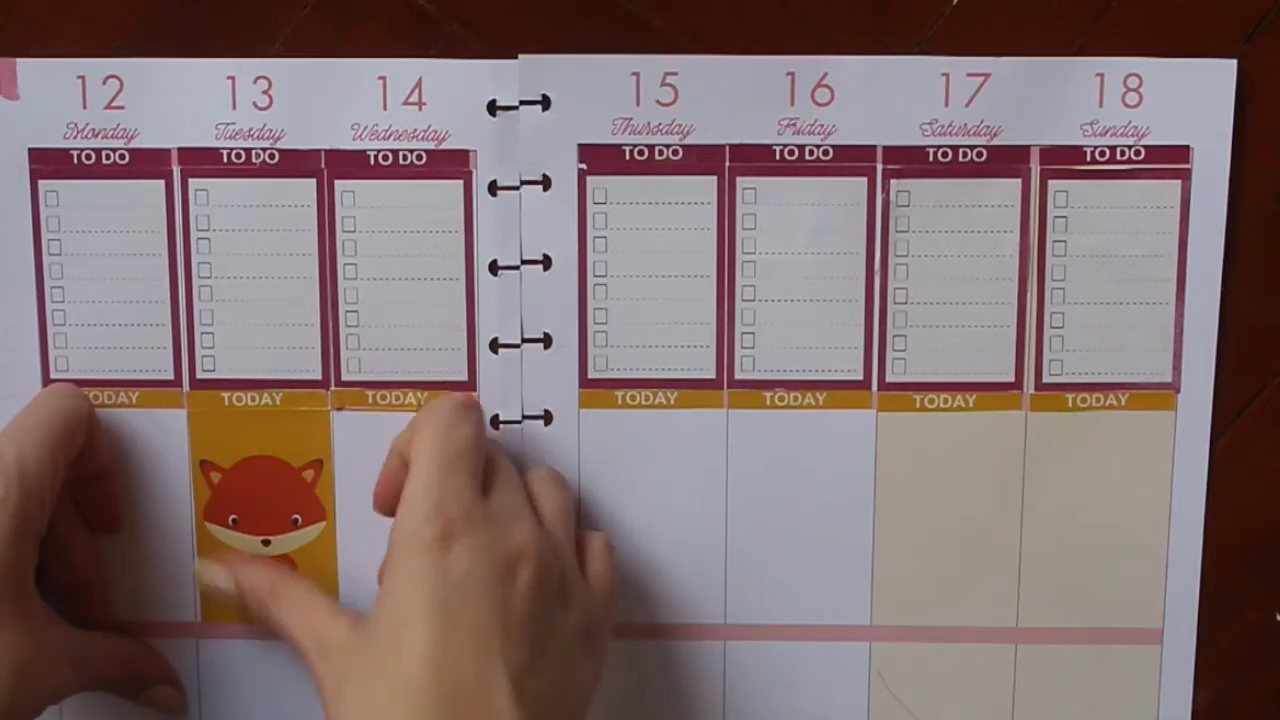 12 13 14 15 16 17 18
Monday Tuesday Wednesday Thursday Friday Saturday Sunday
TO DO TO DO TO DO TO DO TO DO TO DO TO DO
TODAY TODAY TODAY TODAY TODAY TODAY TODAY